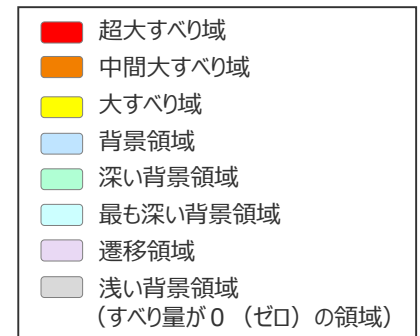 超大すべり域
中間大すべり域
大すべり域
背景領域
深い背景領域
最も深い背景領域
遷移領域
浅い背景領域
(すべり量が0 (ゼロ) の領域)